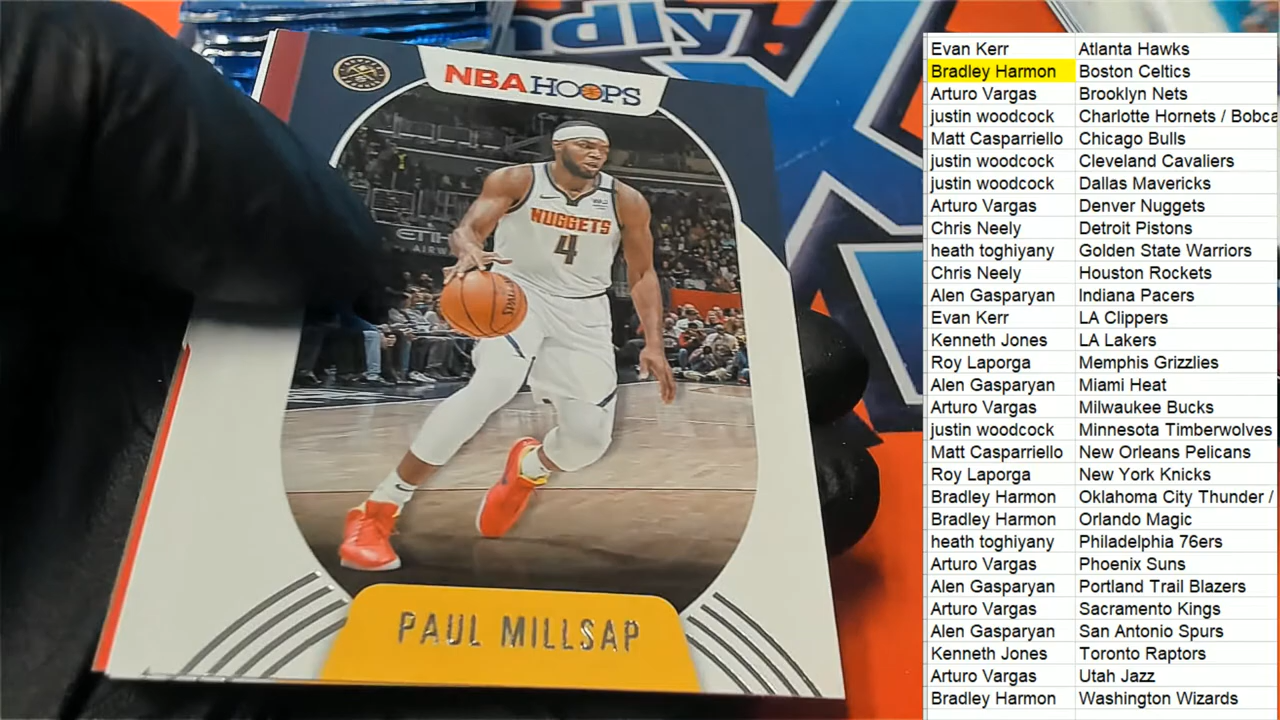 ndly
NBA HOOPS
ETIH
AIRW
NUGGETS
4
PAUL MILLSAP
Evan Kerr Atlanta Hawks
Bradley Harmon Boston Celtics
Arturo Vargas Brooklyn Nets
justin woodcock Charlotte Hornets / Bobca
Matt Casparriello Chicago Bulls
justin woodcock Cleveland Cavaliers
justin woodcock Dallas Mavericks
Arturo Vargas Denver Nuggets
Chris Neely Detroit Pistons
heath toghiyany Golden State Warriors
Chris Neely Houston Rockets
Alen Gasparyan Indiana Pacers
Evan Kerr LA Clippers
Kenneth Jones LA Lakers
Roy Laporga Memphis Grizzlies
Alen Gasparyan Miami Heat
Arturo Vargas Milwaukee Bucks
justin woodcock Minnesota Timberwolves
Matt Casparriello New Orleans Pelicans
Roy Laporga New York Knicks
Bradley Harmon Oklahoma City Thunder /
Bradley Harmon Orlando Magic
heath toghiyany Philadelphia 76ers
Arturo Vargas Phoenix Suns
Alen Gasparyan Portland Trail Blazers
Arturo Vargas Sacramento Kings
Alen Gasparyan San Antonio Spurs
Kenneth Jones Toronto Raptors
Arturo Vargas Utah Jazz
Bradley Harmon Washington Wizards